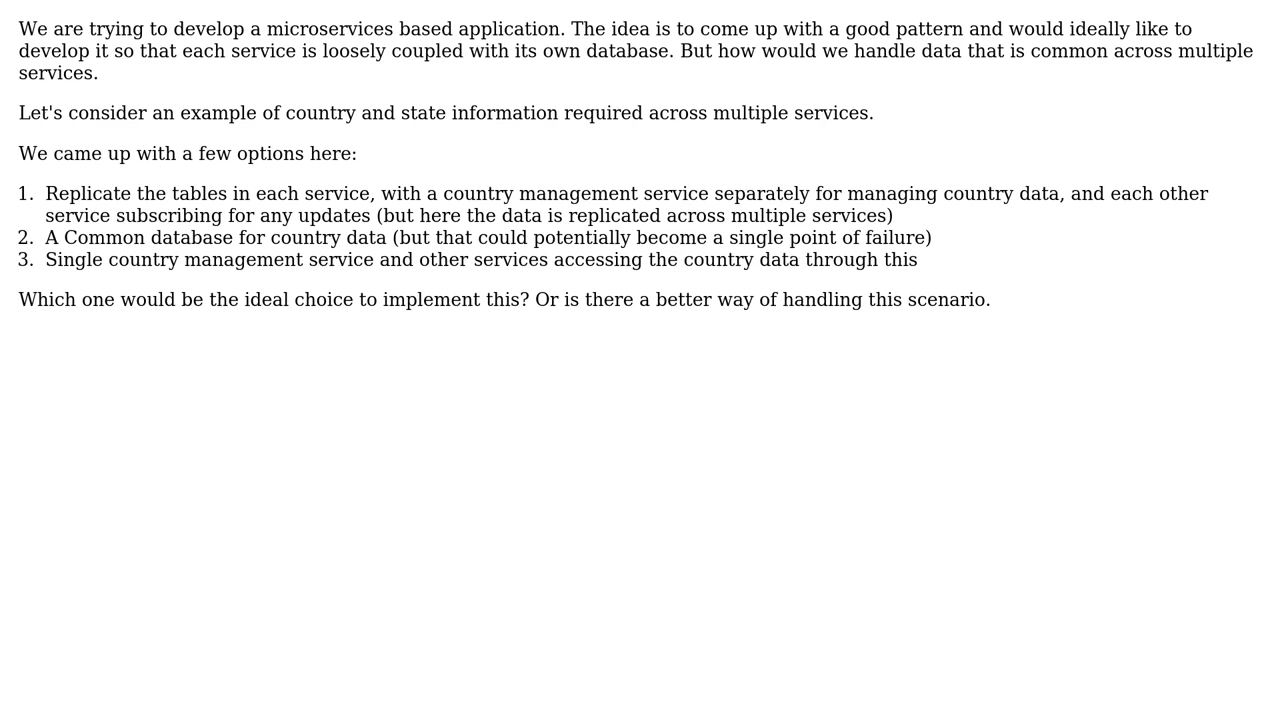 We are trying to develop a microservices based application. The idea is to come up with a good pattern and would ideally like to
develop it so that each service is loosely coupled with its own database. But how would we handle data that is common across multiple
services.
Let's consider an example of country and state information required across multiple services.
We came up with a few options here:
1. Replicate the tables in each service, with a country management service separately for managing country data, and each other
service subscribing for any updates (but here the data is replicated across multiple services)
2. A Common database for country data (but that could potentially become a single point of failure)
3. Single country management service and other services accessing the country data through this
Which one would be the ideal choice to implement this? Or is there a better way of handling this scenario.